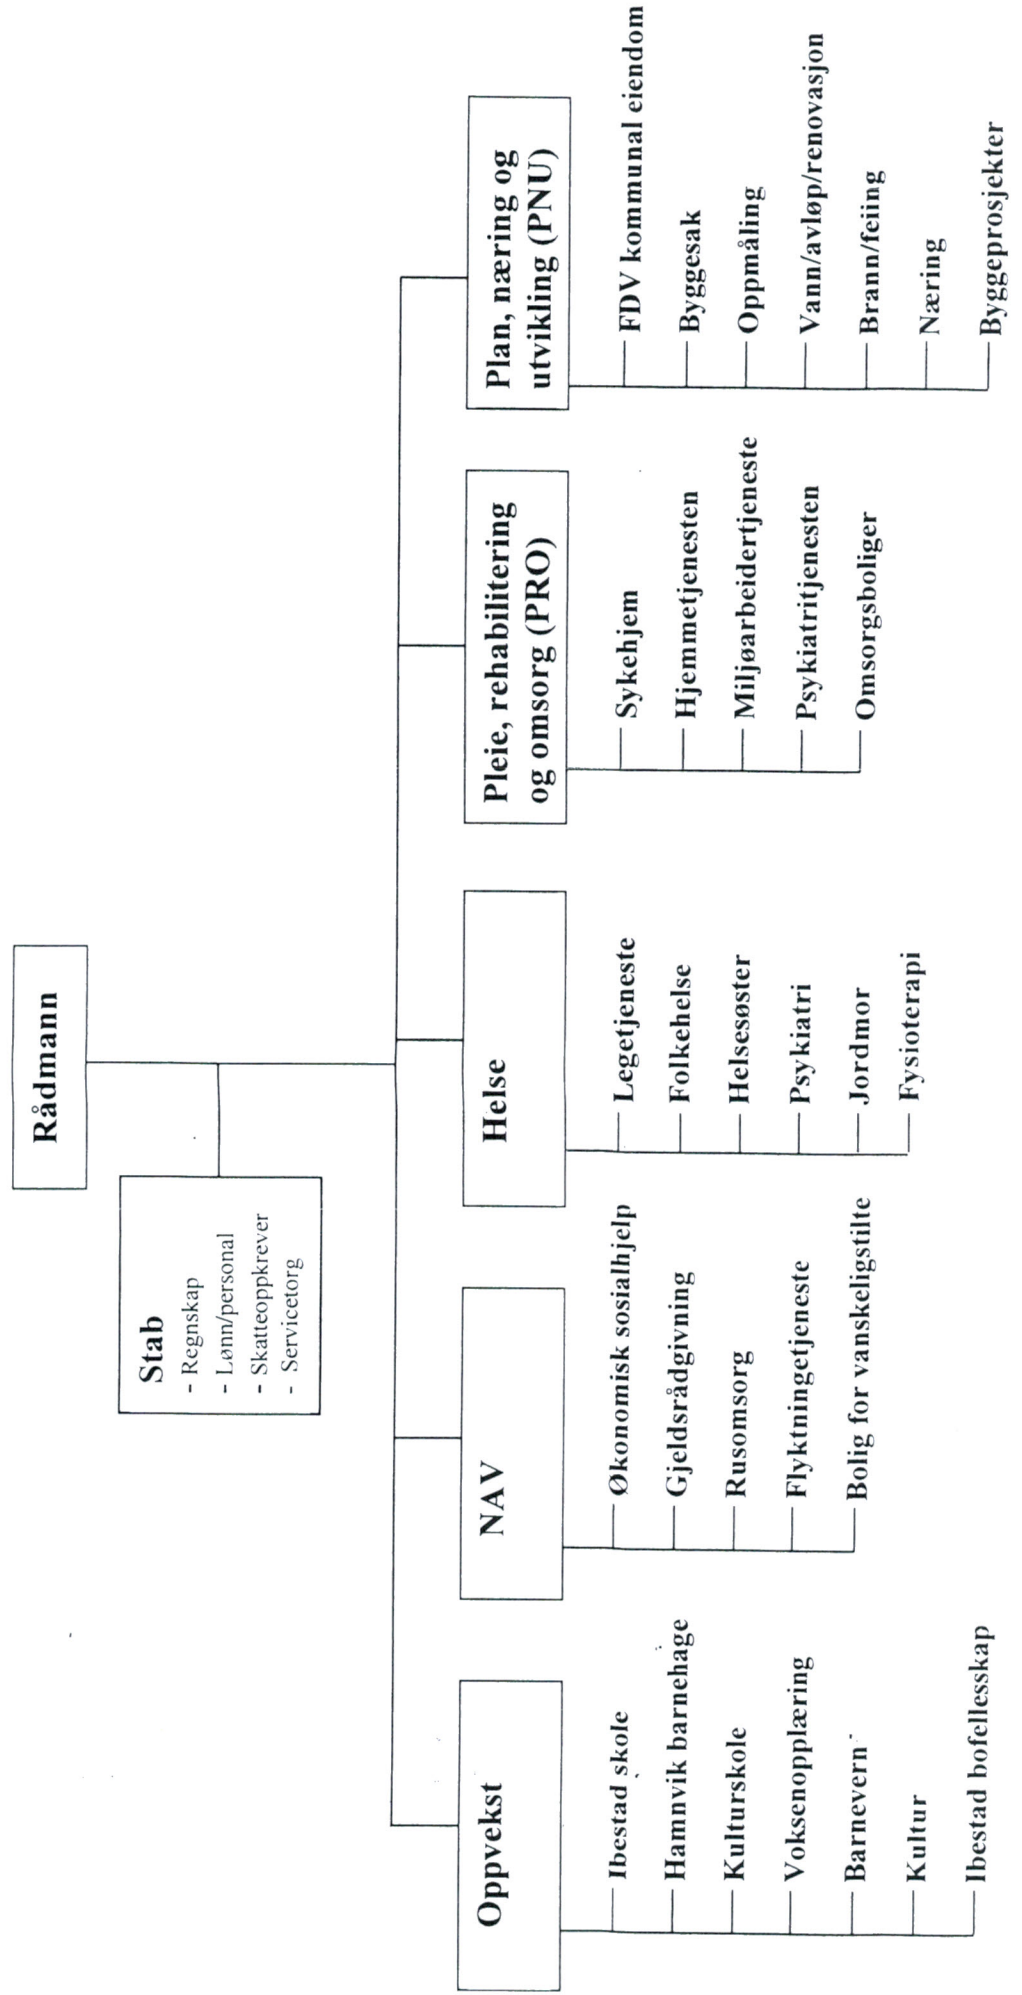 Rådmann
Stab
- Regnskap
- Lønn/personal
- Skatteoppkrever
- Servicetorg
Oppvekst
Ibestad skole
Hamnvik barnehage
Kulturskole
Voksenopplæring
Barnevern
Kultur
Ibestad bofellesskap
NAV
Økonomisk sosialhjelp
Gjeldsrådgivning
Rusomsorg
Flyktningetjeneste
Bolig for vanskeligstilte
Helse
Legetjeneste
Folkehelse
Helsesøster
Psykiatri
Jordmor
Fysioterapi
Pleie, rehabilitering
og omsorg (PRO)
Sykehjem
Hjemmetjenesten
Miljøarbeidertjeneste
Psykiatritjenesten
Omsorgsboliger
Plan, næring og
utvikling (PNU)
FDV kommunal eiendom
Byggesak
Oppmåling
Vann/avløp/renovasjon
Brann/feiing
Næring
Byggeprosjekter